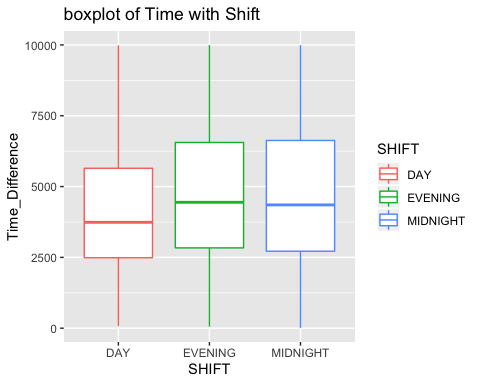 boxplot of Time with Shift
10000
7500
5000
2500
0
Time_Difference
DAY
EVENING
MIDNIGHT
SHIFT
SHIFT
DAY
EVENING
MIDNIGHT